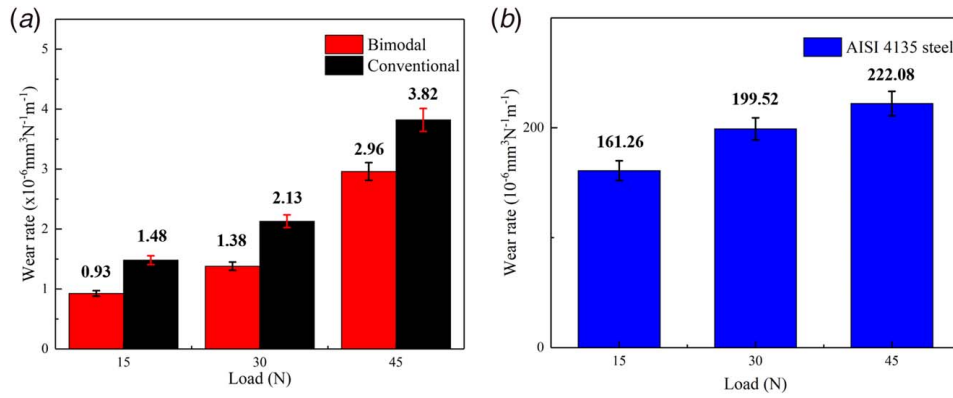 (a)
Wear rate (x10⁻⁶mm³N⁻¹m⁻¹)
5
4
3
2
1
0
Bimodal
Conventional
0.93
1.48
1.38
2.13
2.96
3.82
15
30
45
Load (N)
(b)
Wear rate (10⁻⁶mm³N⁻¹m⁻¹)
200
0
AISI 4135 steel
161.26
199.52
222.08
15
30
45
Load (N)